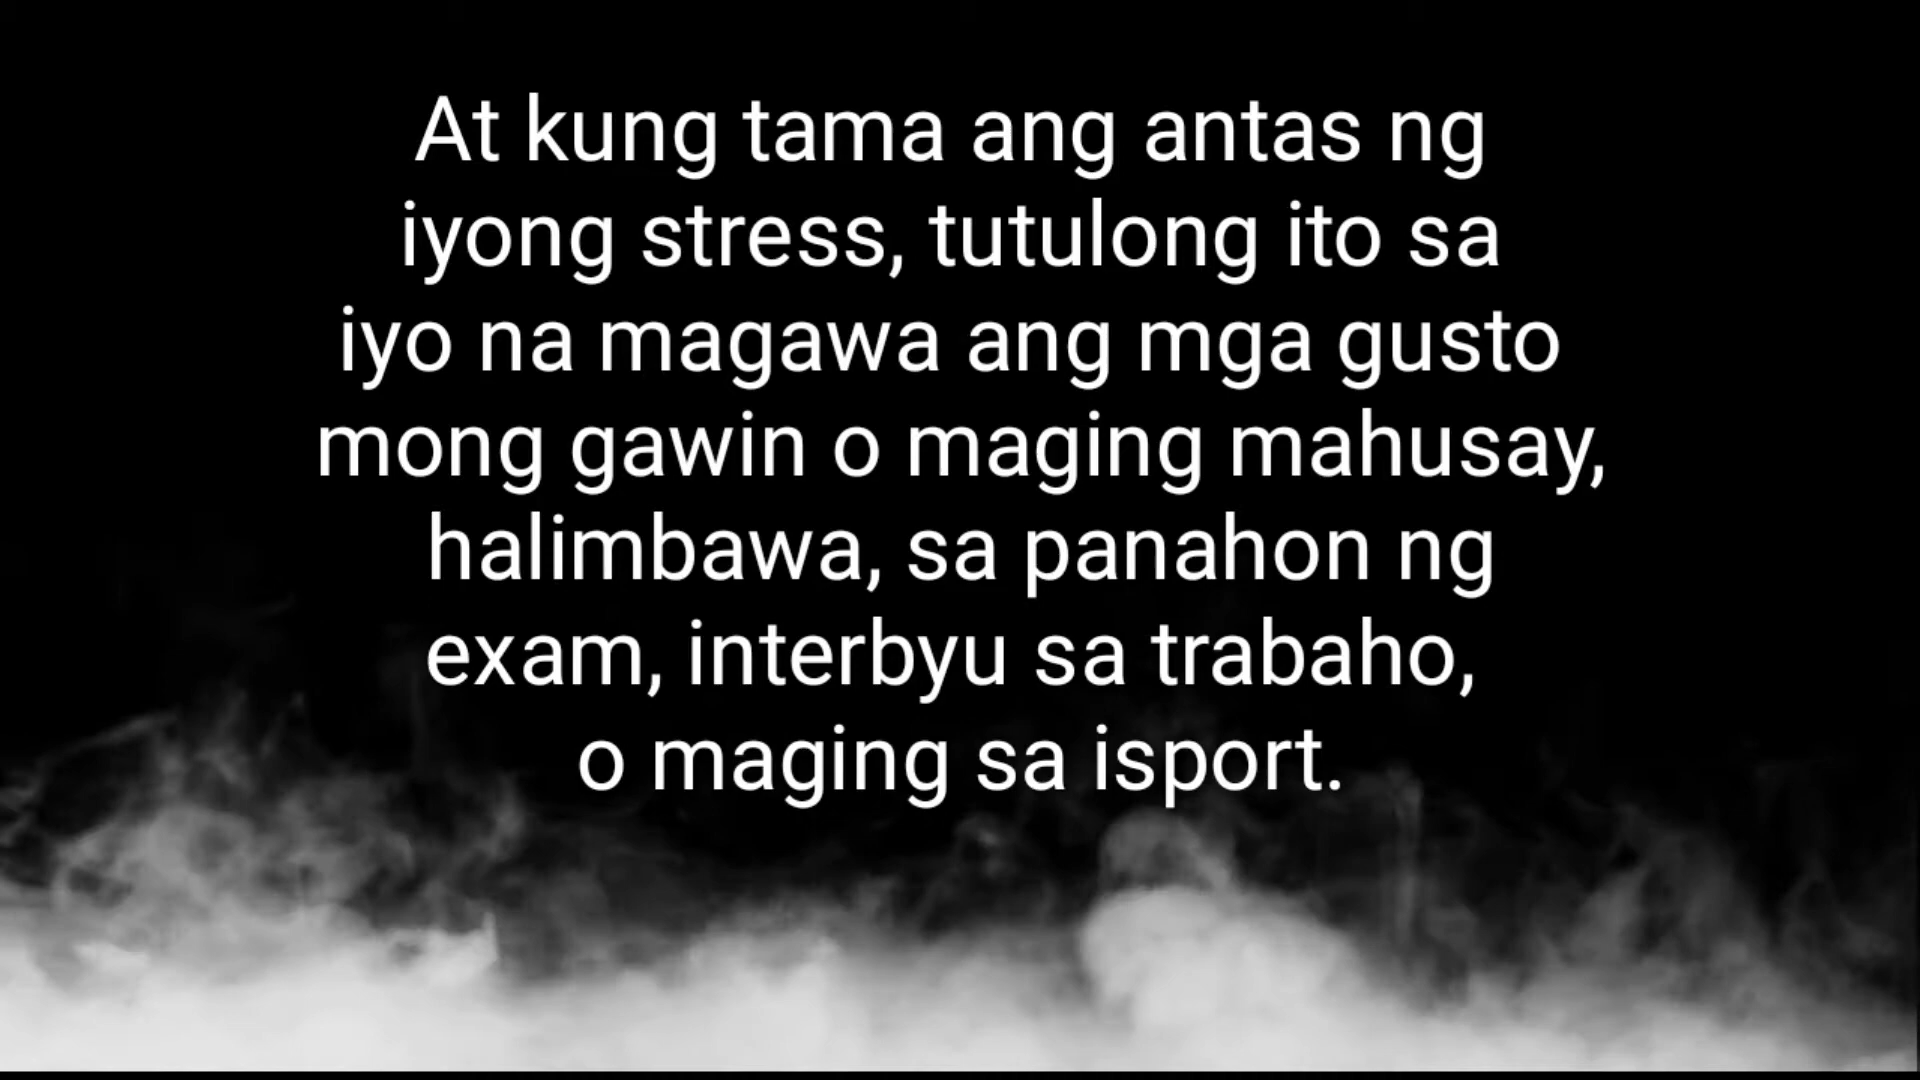 At kung tama ang antas ng
iyong stress, tutulong ito sa
iyo na magawa ang mga gusto
mong gawin o maging mahusay,
halimbawa, sa panahon ng
exam, interbyu sa trabaho,
o maging sa isport.